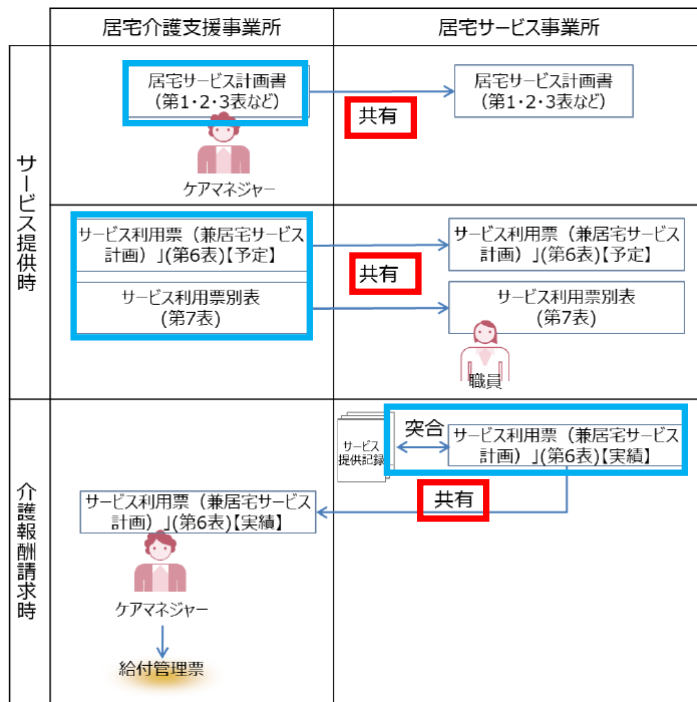 居宅介護支援事業所
居宅サービス事業所
サービス提供時
居宅サービス計画書
（第1・2・3表など）
共有
居宅サービス計画書
（第1・2・3表など）
ケアマネジャー
サービス利用票（兼居宅サービス
計画）」(第6表)【予定】
共有
サービス利用票（兼居宅サービス
計画）」(第6表)【予定】
サービス利用票別表
(第7表)
サービス利用票別表
(第7表)
職員
介護報酬請求時
サービス
提供記録
突合
サービス利用票（兼居宅サービス
計画）」(第6表)【実績】
共有
サービス利用票（兼居宅サービス
計画）」(第6表)【実績】
ケアマネジャー
給付管理票